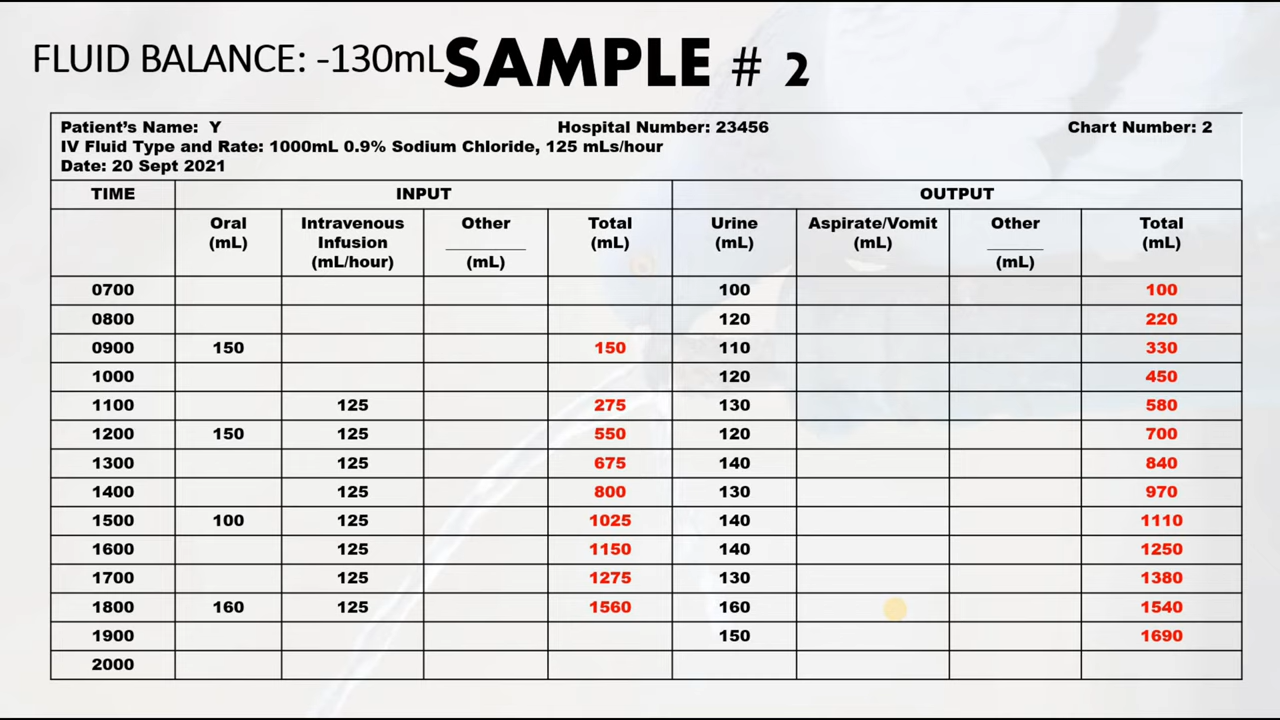 FLUID BALANCE: -130mL SAMPLE # 2
Patient's Name: Y Hospital Number: 23456 Chart Number: 2
IV Fluid Type and Rate: 1000mL 0.9% Sodium Chloride, 125 mLs/hour
Date: 20 Sept 2021
TIME INPUT OUTPUT
Oral Intravenous Other Total Urine Aspirate/Vomit Other Total
(mL) Infusion (mL) (mL) (mL) (mL)
(mL/hour) (mL) (mL)
0700 100 100
0800 120 220
0900 150 150 110 330
1000 120 450
1100 125 275 130 580
1200 150 125 550 120 700
1300 125 675 140 840
1400 125 800 130 970
1500 100 125 1025 140 1110
1600 125 1150 140 1250
1700 125 1275 130 1380
1800 160 125 1560 160 1540
1900 150 1690
2000